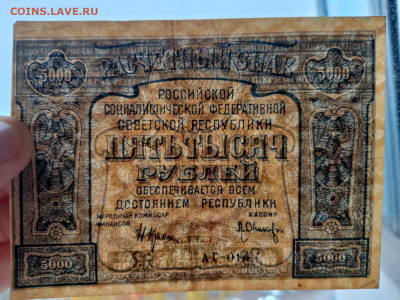 COINS.LAVE.RU
РАСЧЕТНЫЙ ЗНАК
5000 5000
РОССИЙСКОЙ
СОЦИАЛИСТИЧЕСКОЙ ФЕДЕРАТИВНОЙ
СОВЕТСКОЙ РЕСПУБЛИКИ
ПЯТЬ ТЫСЯЧ
РУБЛЕЙ
ОБЕСПЕЧИВАЕТСЯ ВСЕМ
ДОСТОЯНИЕМ РЕСПУБЛИКИ
НАРОДНЫЙ КОМИССАР КАССИР
ФИНАНСОВ
5000 5000